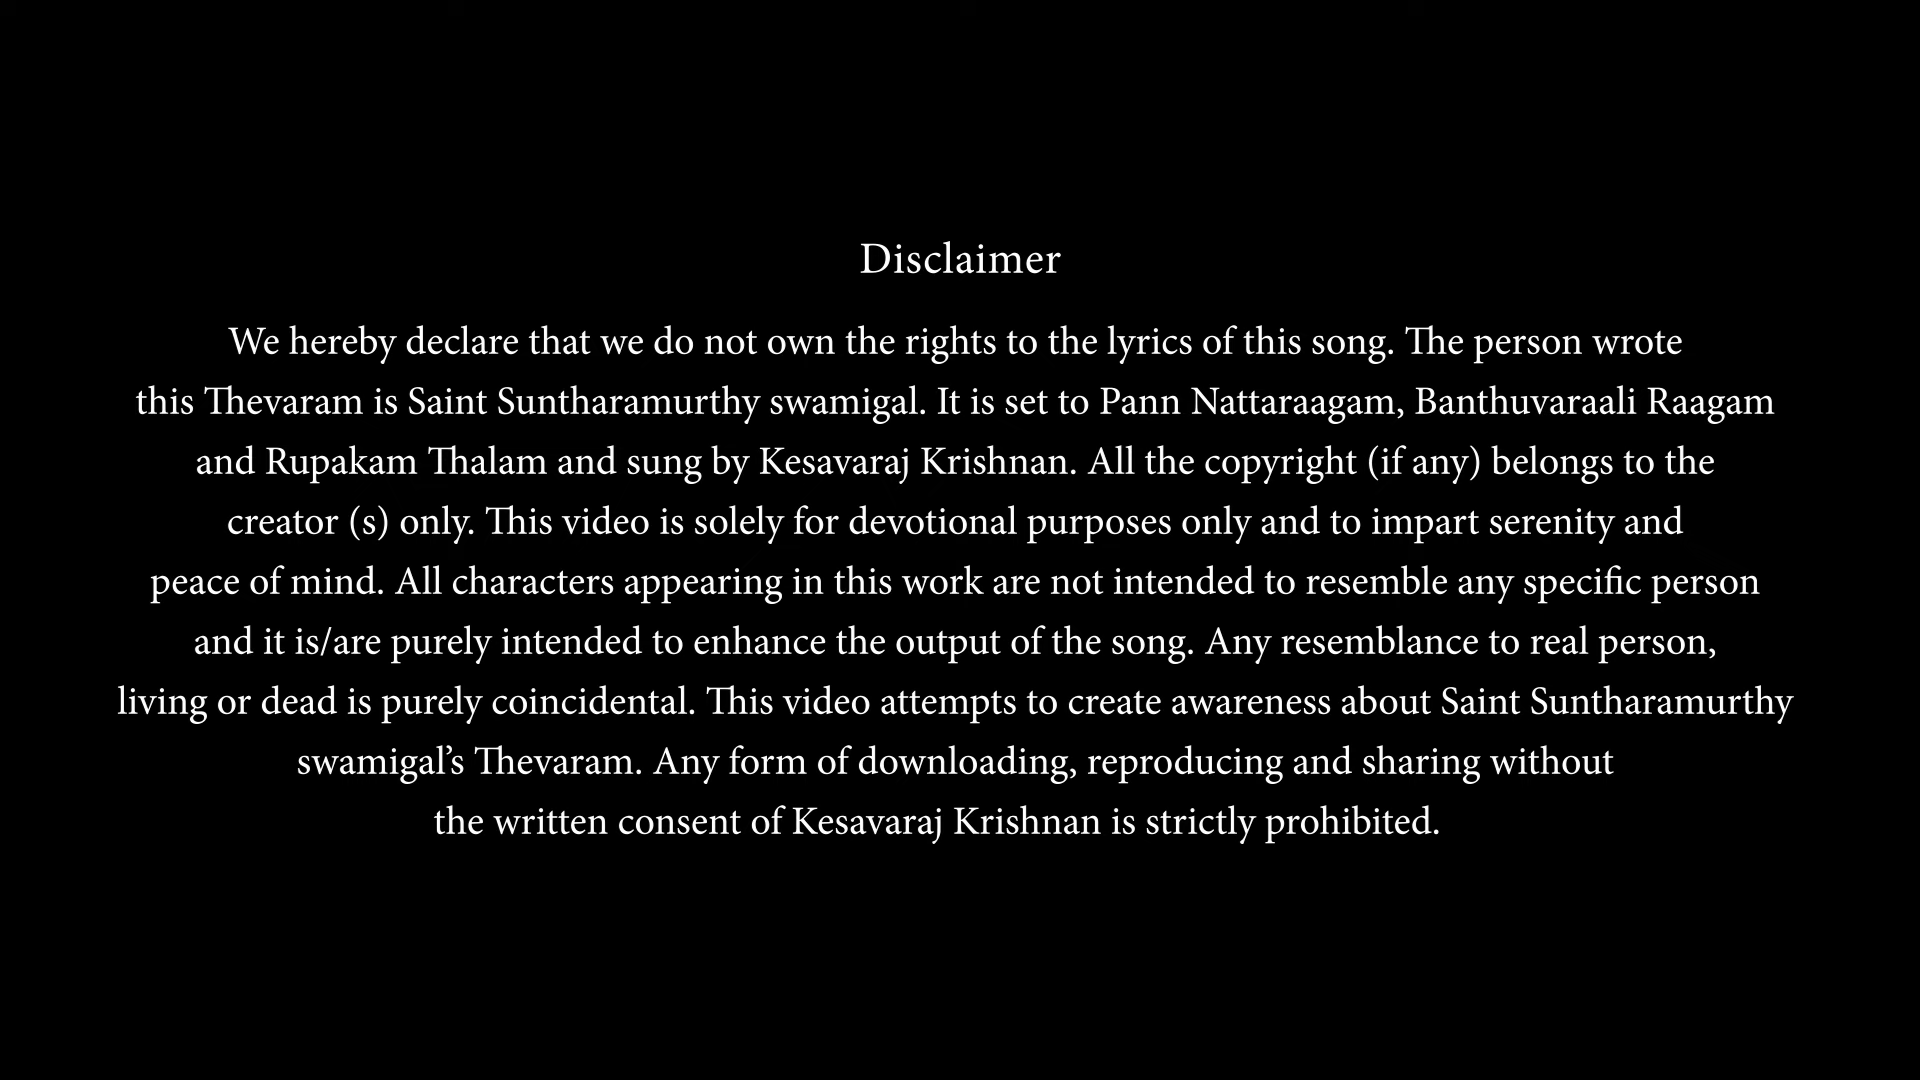 Disclaimer
We hereby declare that we do not own the rights to the lyrics of this song. The person wrote
this Thevaram is Saint Suntharamurthy swamigal. It is set to Pann Nattaraagam, Banthuvaraali Raagam
and Rupakam Thalam and sung by Kesavaraj Krishnan. All the copyright (if any) belongs to the
creator (s) only. This video is solely for devotional purposes only and to impart serenity and
peace of mind. All characters appearing in this work are not intended to resemble any specific person
and it is/are purely intended to enhance the output of the song. Any resemblance to real person,
living or dead is purely coincidental. This video attempts to create awareness about Saint Suntharamurthy
swamigal’s Thevaram. Any form of downloading, reproducing and sharing without
the written consent of Kesavaraj Krishnan is strictly prohibited.